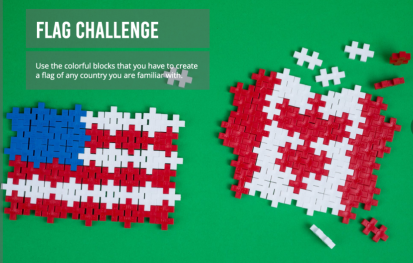 FLAG CHALLENGE
Use the colorful blocks that you have to create
a flag of any country you are familiar with.